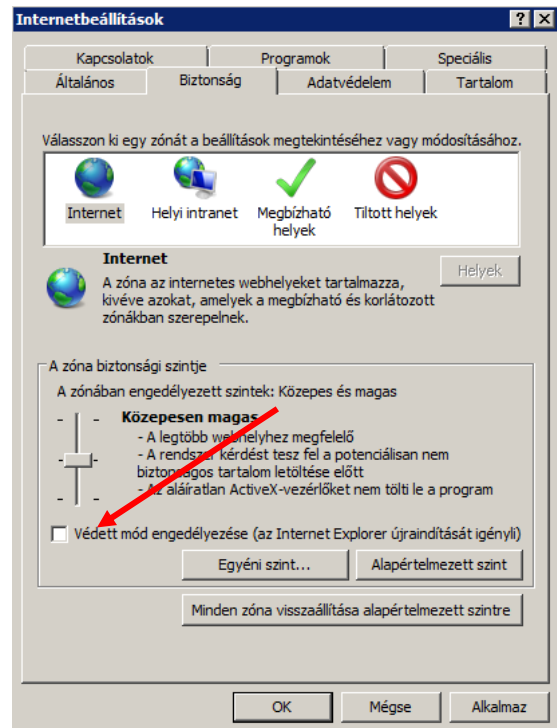 Internetbeállítások
Kapcsolatok Programok Speciális
Általános Biztonság Adatvédelem Tartalom
Válasszon ki egy zónát a beállítások megtekintéséhez vagy módosításához.
Internet Helyi intranet Megbízható helyek Tiltott helyek
Internet
Helyek
A zóna az internetes webhelyeket tartalmazza,
kivéve azokat, amelyek a megbízható és korlátozott
zónákban szerepelnek.
A zóna biztonsági szintje
A zónában engedélyezett szintek: Közepes és magas
Közepesen magas
- A legtöbb webhelyhez megfelelő
- A rendszer kérdést tesz fel a potenciálisan nem
biztonságos tartalom letöltése előtt
- Az aláíratlan ActiveX-vezérlőket nem tölti le a program
Védett mód engedélyezése (az Internet Explorer újraindítását igényli)
Egyéni szint... Alapértelmezett szint
Minden zóna visszaállítása alapértelmezett szintre
OK Mégse Alkalmaz